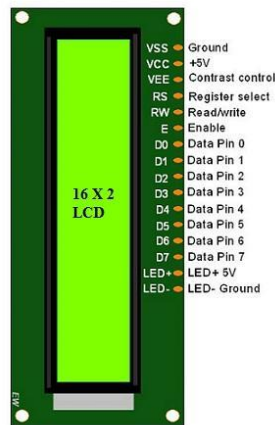 VSS Ground
VCC +5V
VEE Contrast control
RS Register select
RW Read/write
E Enable
D0 Data Pin 0
D1 Data Pin 1
D2 Data Pin 2
D3 Data Pin 3
D4 Data Pin 4
D5 Data Pin 5
D6 Data Pin 6
D7 Data Pin 7
LED+ LED+ 5V
LED- LED- Ground
16 X 2
LCD
EW